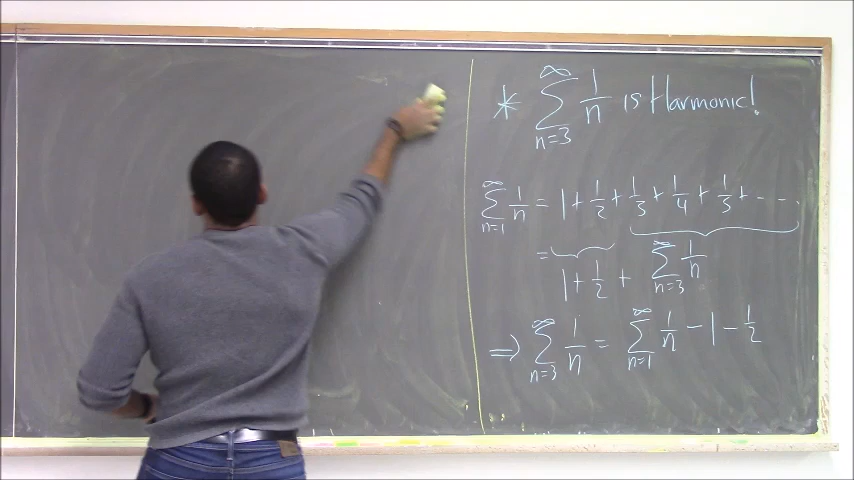 * ∞ ∑ n=3 1/n is Harmonic!
∞ ∑ n=1 1/n = 1 + 1/2 + 1/3 + 1/4 + 1/5 + - - - .
= 1 + 1/2 + ∞ ∑ n=3 1/n
⇒ ∞ ∑ n=3 1/n = ∞ ∑ n=1 1/n - 1 - 1/2